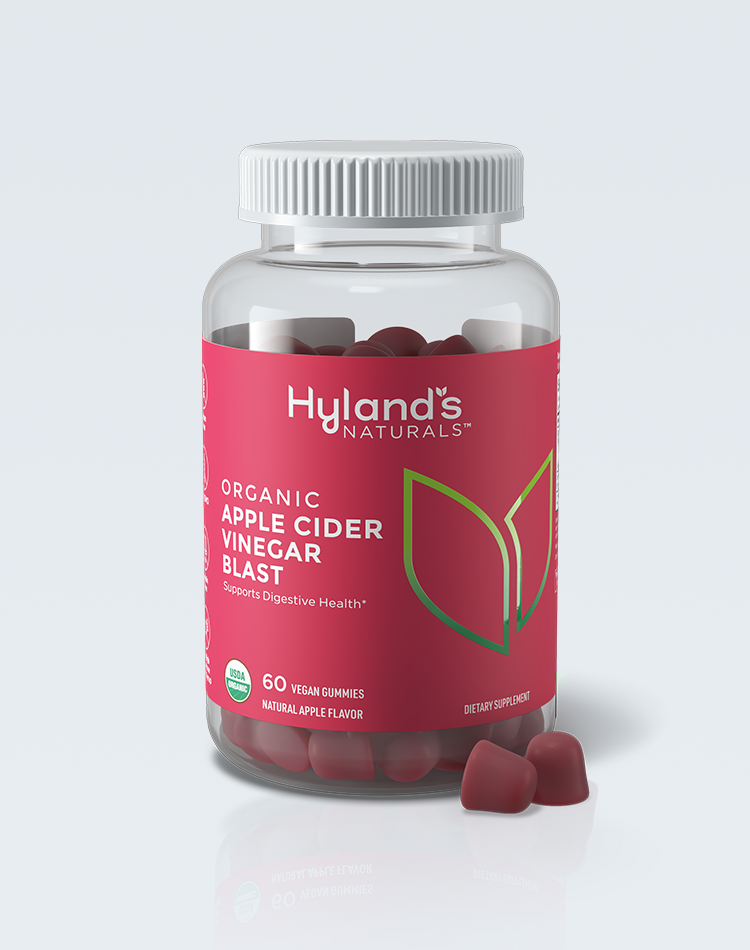 Hyland's
NATURALS™
ORGANIC
APPLE CIDER
VINEGAR
BLAST
Supports Digestive Health*
USDA
ORGANIC
60 VEGAN GUMMIES
NATURAL APPLE FLAVOR
DIETARY SUPPLEMENT